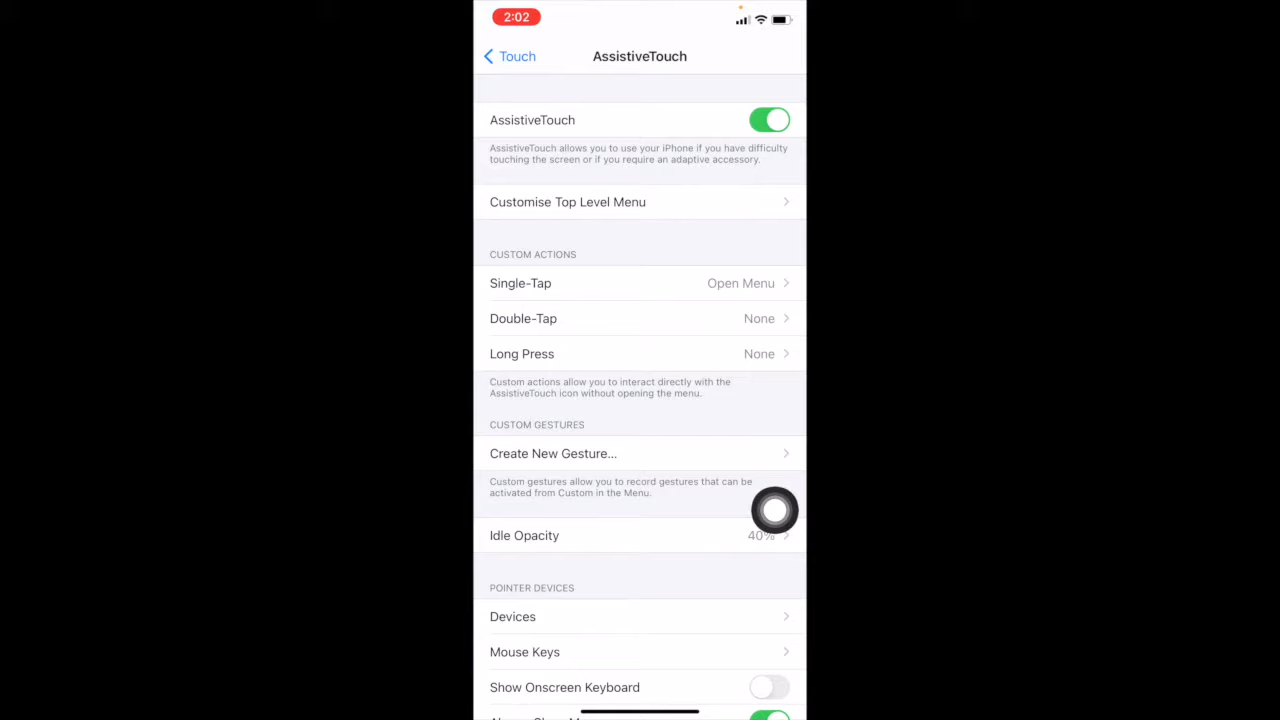 2:02
Touch
AssistiveTouch
AssistiveTouch
AssistiveTouch allows you to use your iPhone if you have difficulty
touching the screen or if you require an adaptive accessory.
Customise Top Level Menu
CUSTOM ACTIONS
Single-Tap Open Menu
Double-Tap None
Long Press None
Custom actions allow you to interact directly with the
AssistiveTouch icon without opening the menu.
CUSTOM GESTURES
Create New Gesture...
Custom gestures allow you to record gestures that can be
activated from Custom in the Menu.
Idle Opacity 40%
POINTER DEVICES
Devices
Mouse Keys
Show Onscreen Keyboard